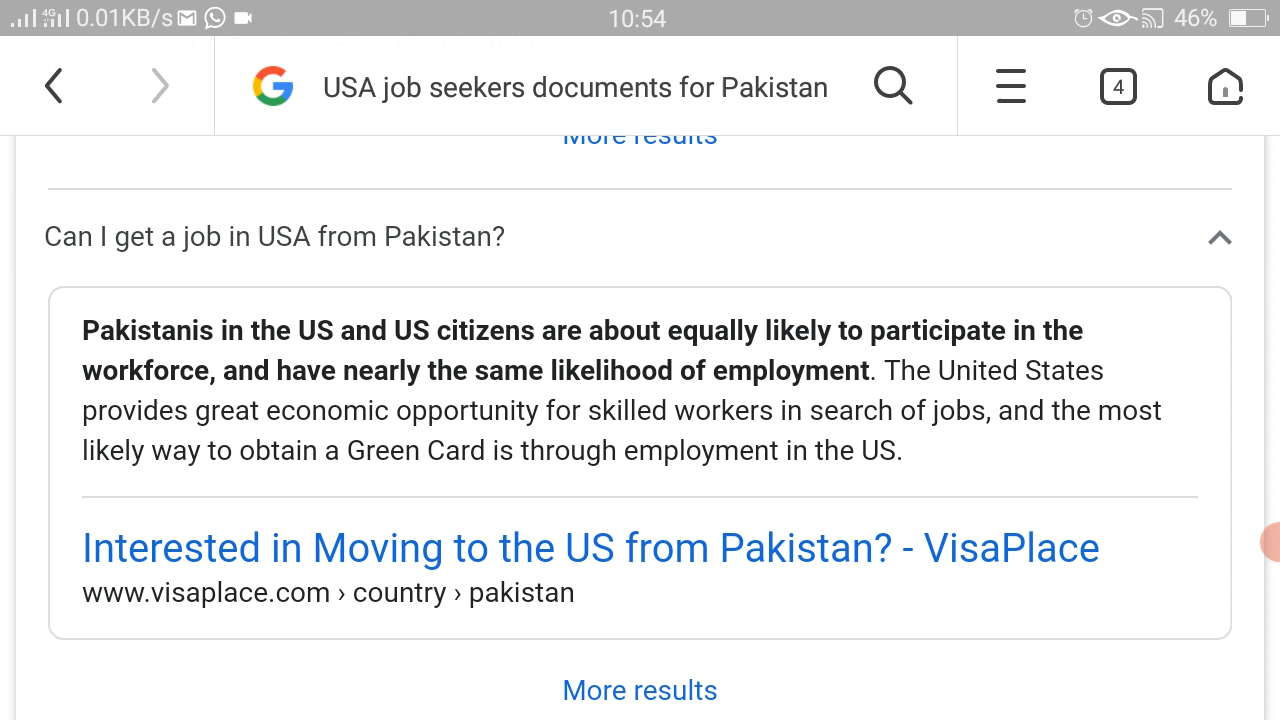 4G 0.01KB/s 10:54 46%
USA job seekers documents for Pakistan 4
More results
Can I get a job in USA from Pakistan?
Pakistanis in the US and US citizens are about equally likely to participate in the
workforce, and have nearly the same likelihood of employment. The United States
provides great economic opportunity for skilled workers in search of jobs, and the most
likely way to obtain a Green Card is through employment in the US.
Interested in Moving to the US from Pakistan? - VisaPlace
www.visaplace.com › country › pakistan
More results